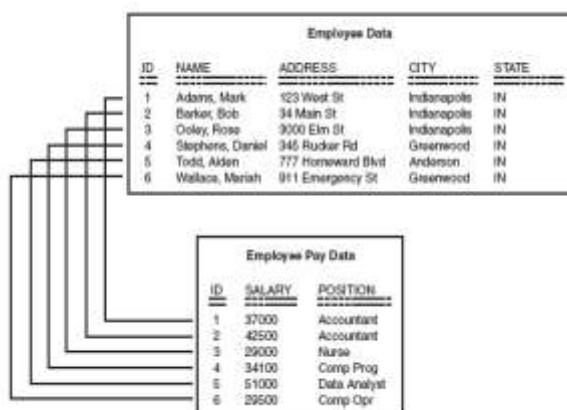 Employee Data
ID NAME ADDRESS CITY STATE
1 Adams, Mark 123 West St Indianapolis IN
2 Barker, Bob 34 Main St Indianapolis IN
3 Ooley, Rose 3000 Elm St Indianapolis IN
4 Stephens, Daniel 345 Rucker Rd Greenwood IN
5 Todd, Aiden 777 Homeward Blvd Anderson IN
6 Wallace, Mariah 911 Emergency St Greenwood IN
Employee Pay Data
ID SALARY POSITION
1 37000 Accountant
2 42500 Accountant
3 29000 Nurse
4 34100 Comp Prog
5 51000 Data Analyst
6 29500 Comp Opr